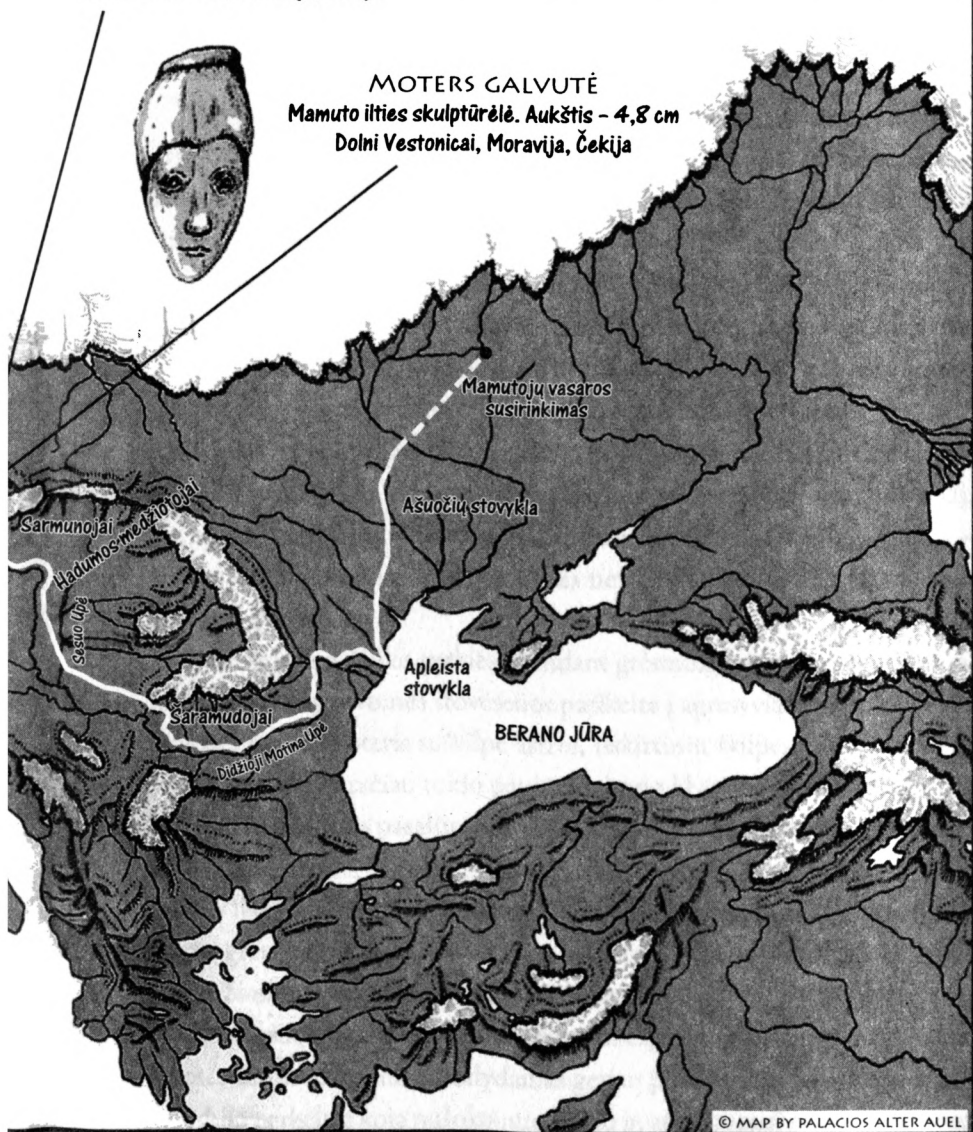 MOTERS GALVUTĖ
Mamuto ilties skulptūrėlė. Aukštis – 4,8 cm
Dolni Vestonicai, Moravija, Čekija
Mamutojų vasaros
susirinkimas
Ašuočių stovykla
Šarmunojai
Hadumos medžiotojai
Sesuo Upė
Apleista
stovykla
Šaramudojai
BERANO JŪRA
Didžioji Motina Upė
© MAP BY PALACIOS ALTER AUEL